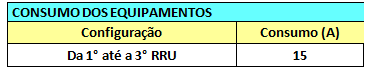 CONSUMO DOS EQUIPAMENTOS
Configuração Consumo (A)
Da 1° até a 3° RRU 15